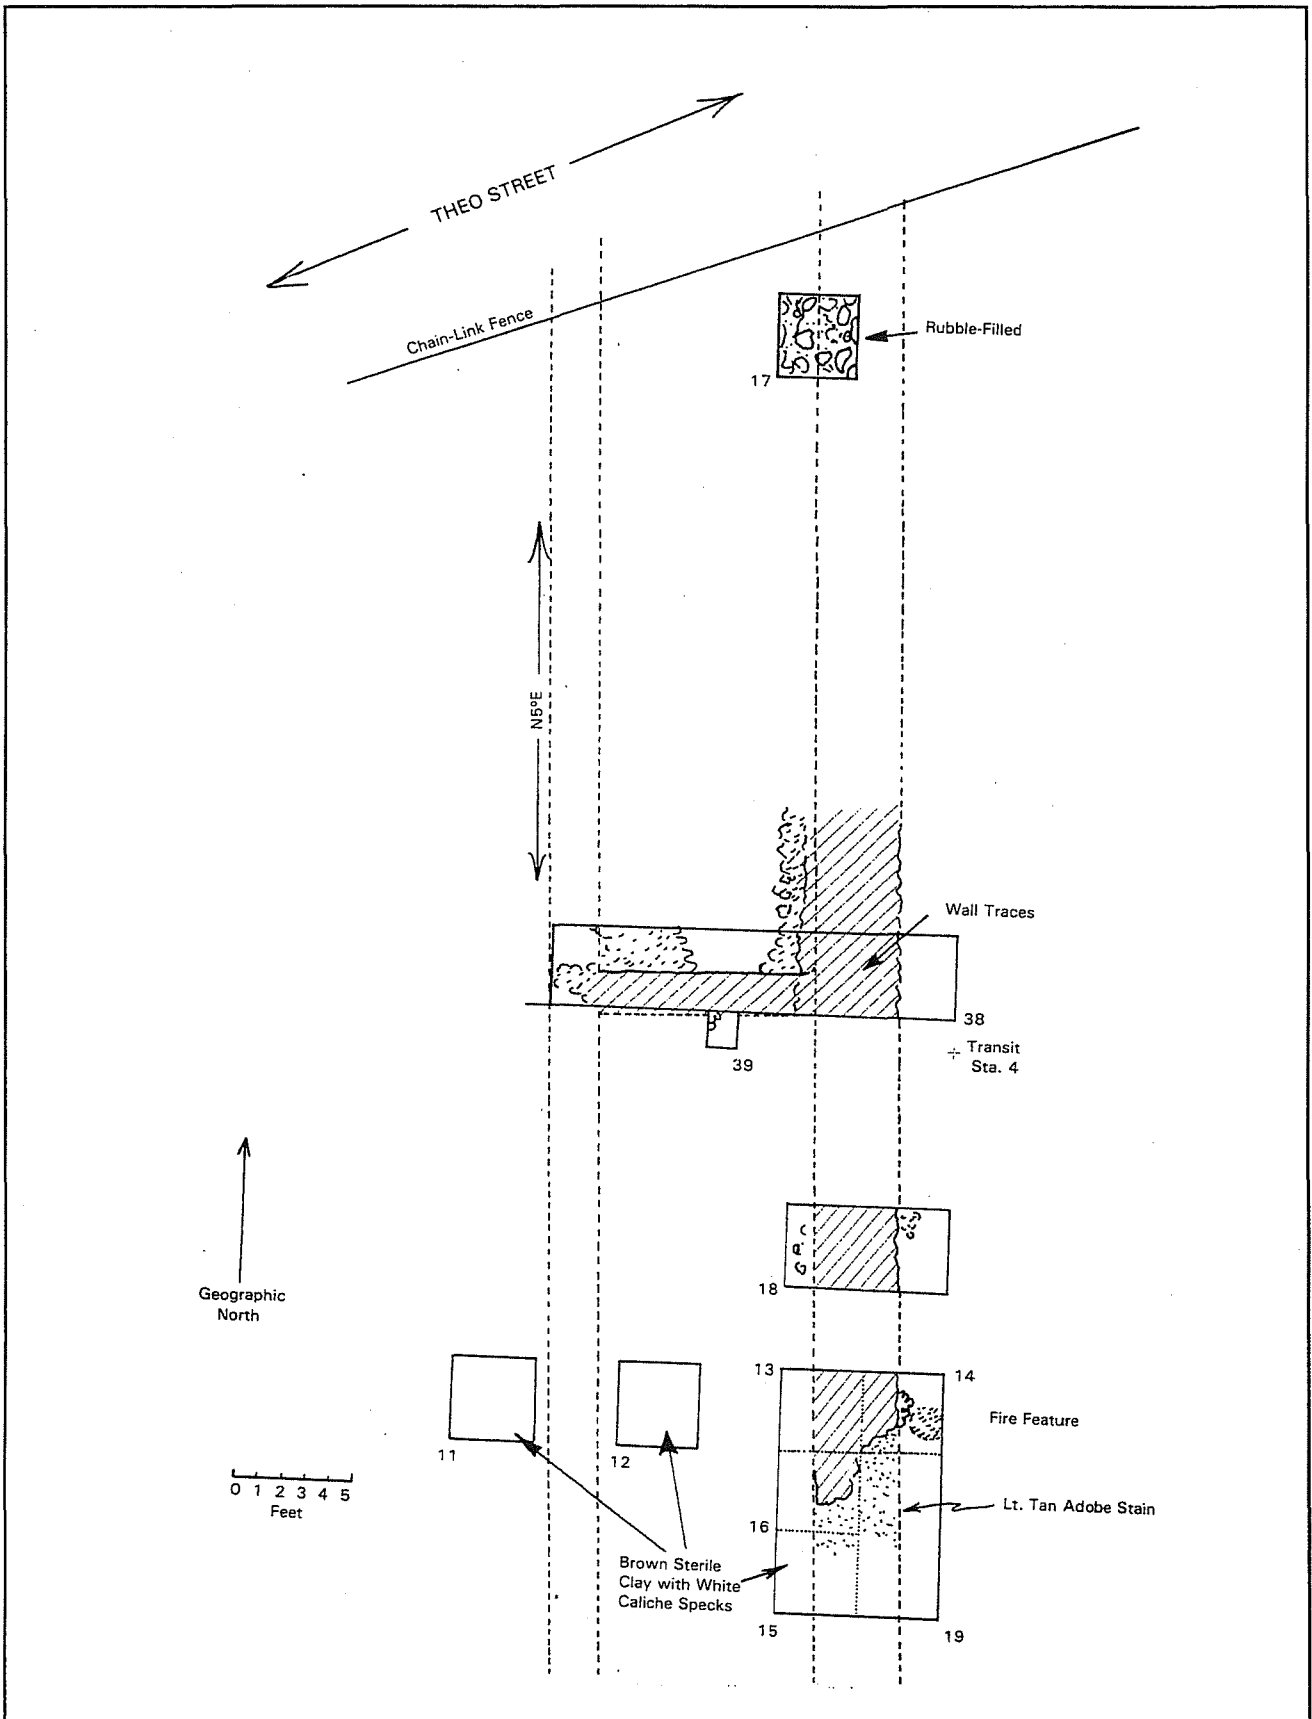 THEO STREET
Chain-Link Fence
Rubble-Filled
17
N5ºE
Wall Traces
38
Transit
Sta. 4
39
Geographic
North
18
13
14
Fire Feature
11
12
0 1 2 3 4 5
Feet
Lt. Tan Adobe Stain
16
Brown Sterile
Clay with White
Caliche Specks
15
19